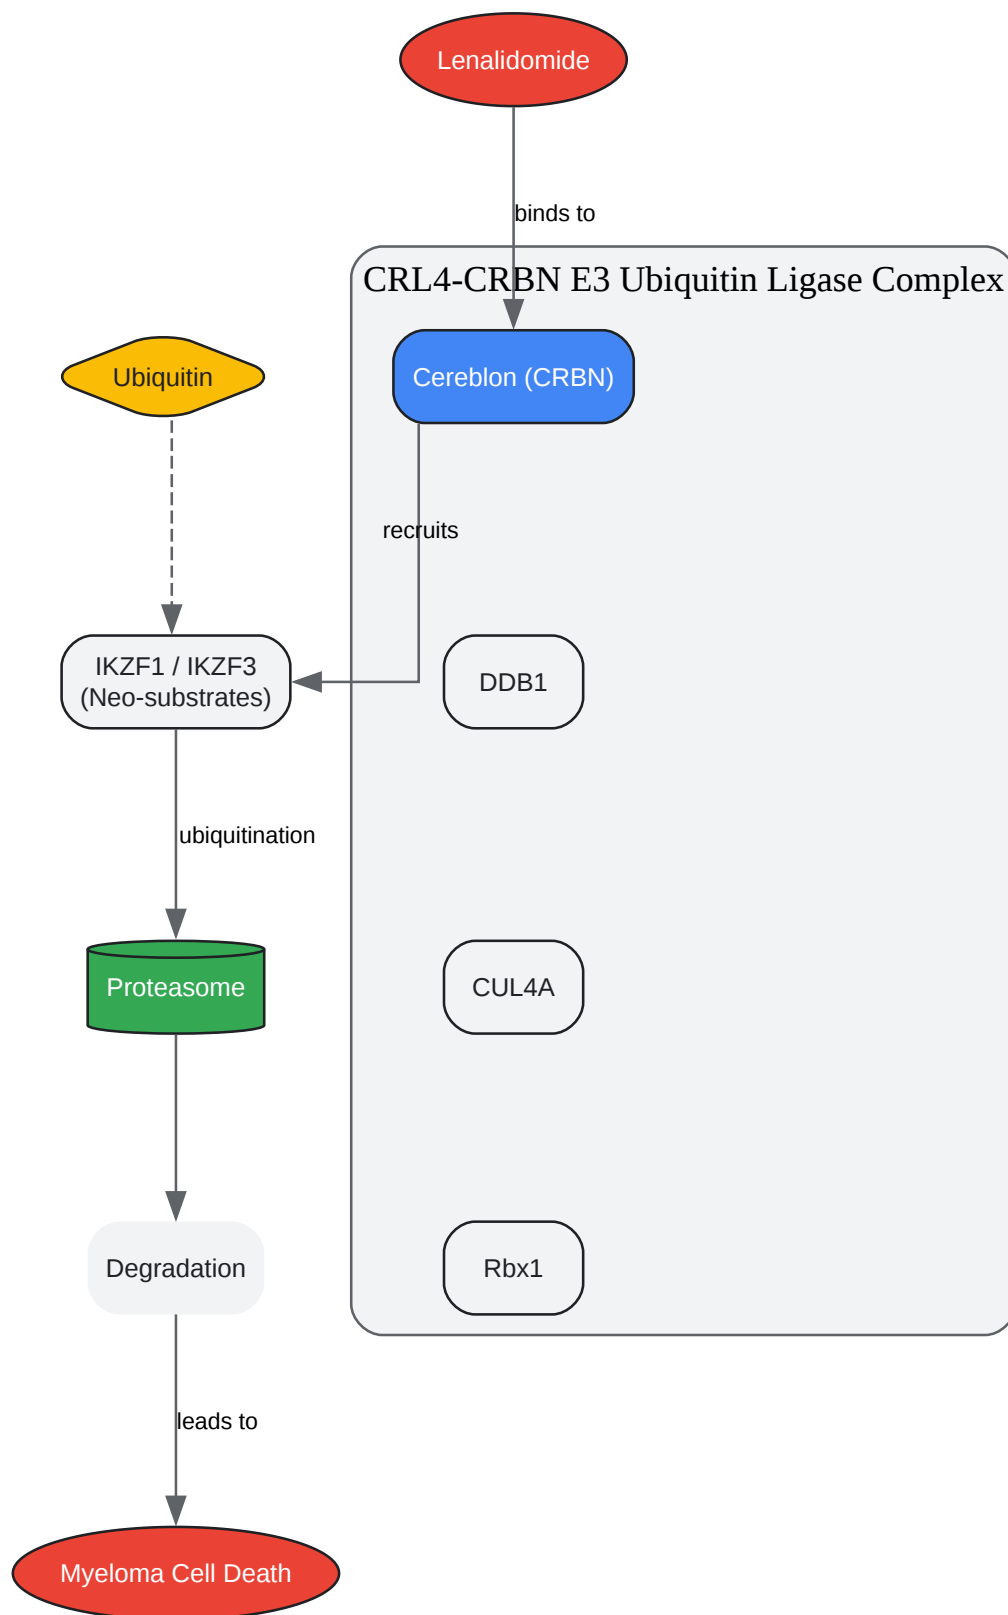 Lenalidomide
binds to
CRL4-CRBN E3 Ubiquitin Ligase Complex
Ubiquitin
Cereblon (CRBN)
recruits
IKZF1 / IKZF3
(Neo-substrates)
DDB1
ubiquitination
Proteasome
CUL4A
Degradation
Rbx1
leads to
Myeloma Cell Death